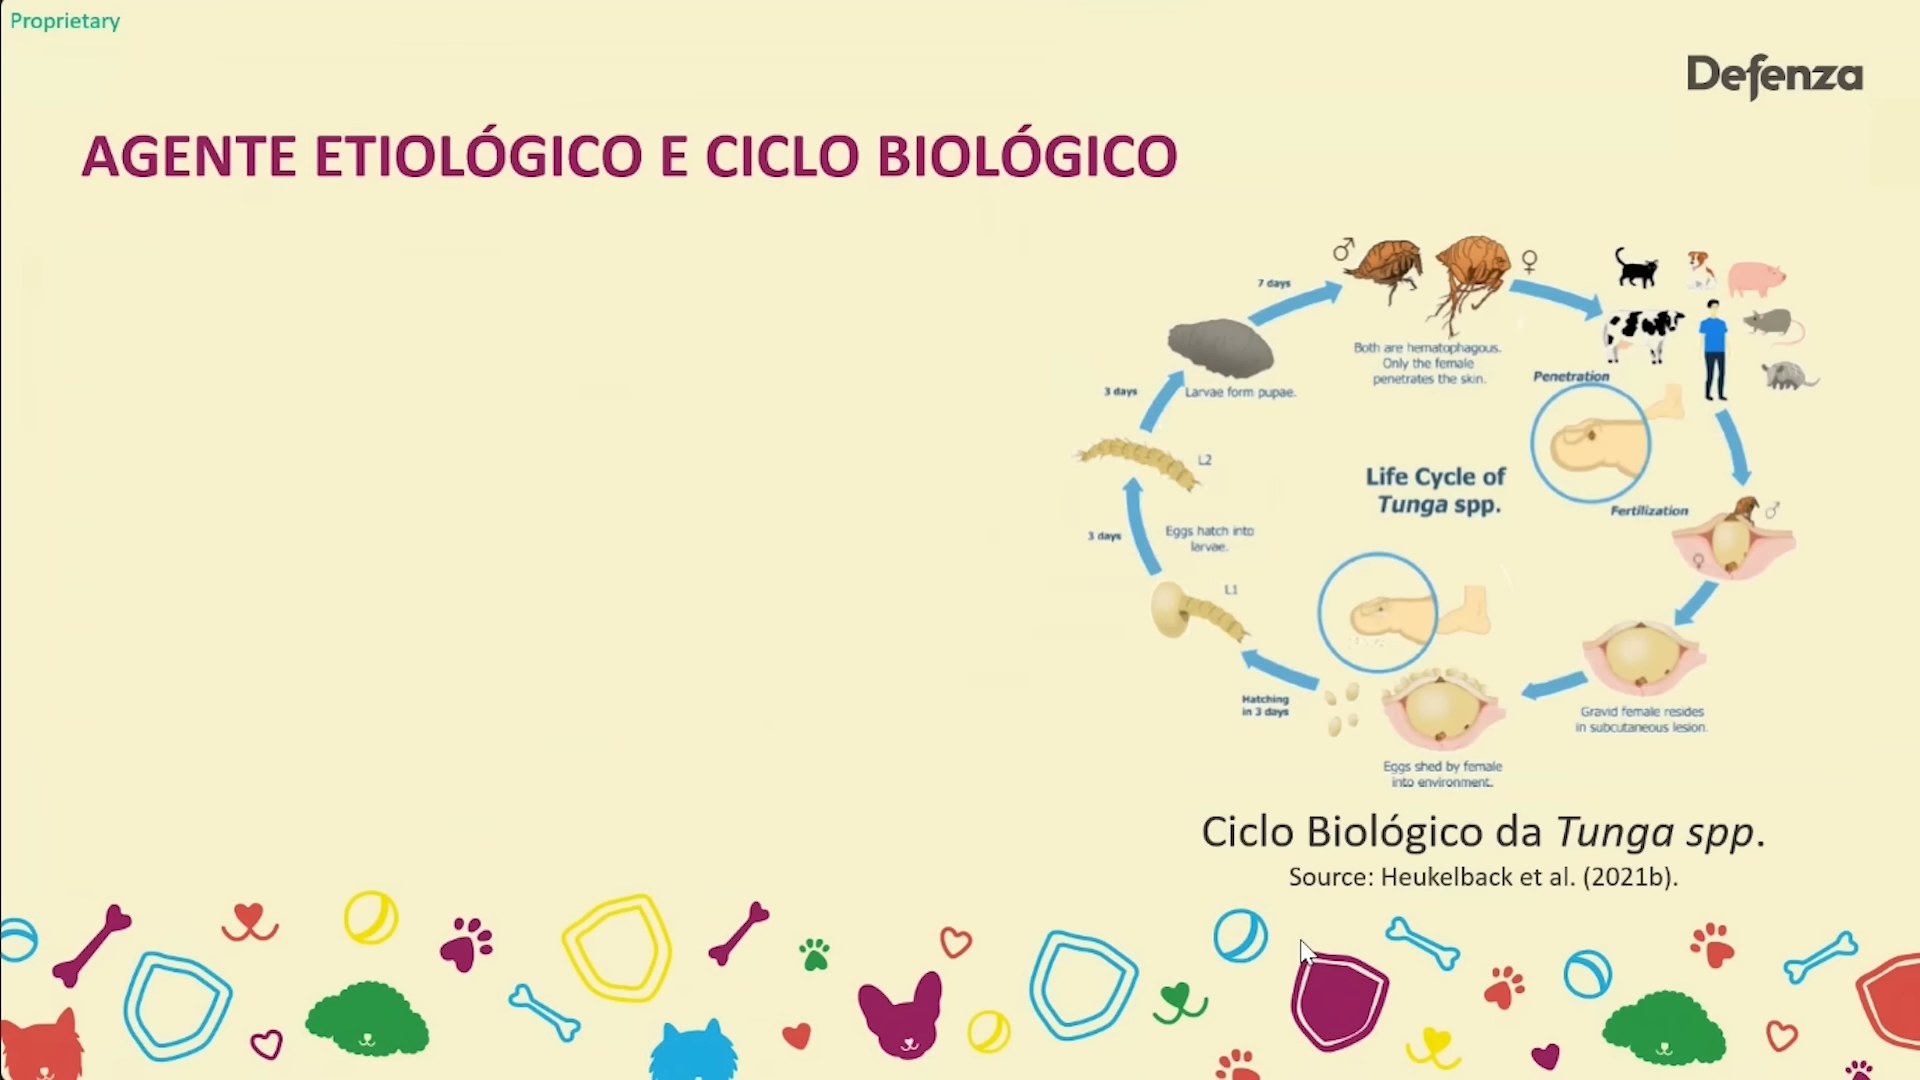 Proprietary
Defenza
AGENTE ETIOLÓGICO E CICLO BIOLÓGICO
♂
♀
7 days
Both are hematophagous.
Only the female
penetrates the skin.
Penetration
3 days
Larvae form pupae.
L2
Life Cycle of
Tunga spp.
Fertilization
♂
♀
3 days
Eggs hatch into
larvae.
L1
Hatching
in 3 days
Gravid female resides
in subcutaneous lesion.
Eggs shed by female
into environment.
Ciclo Biológico da Tunga spp.
Source: Heukelback et al. (2021b).